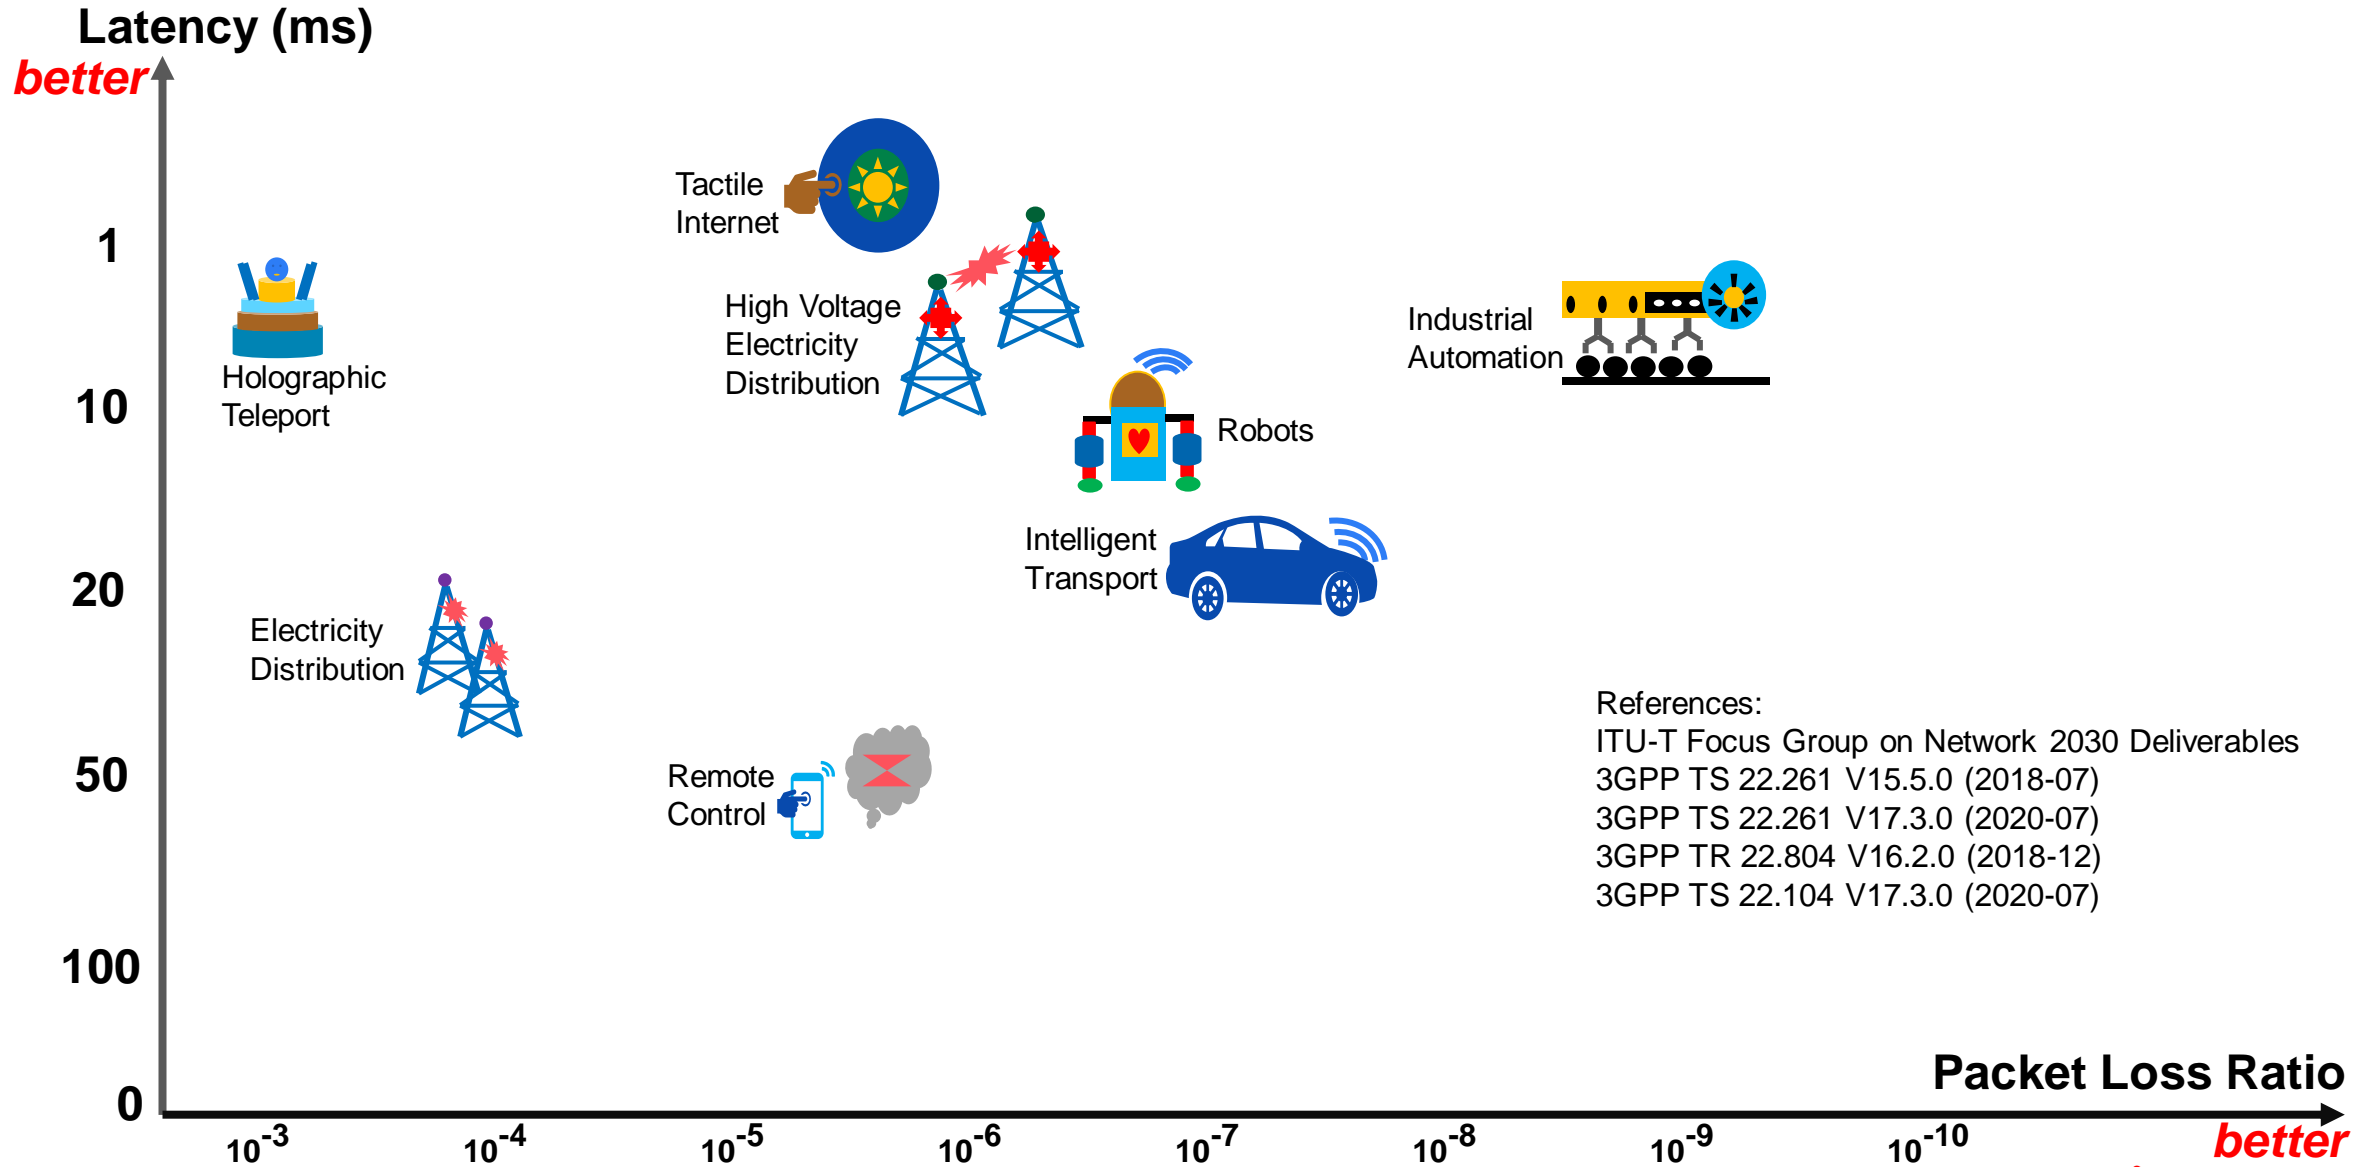 Latency (ms)
better
Tactile
Internet
1
High Voltage
Electricity
Distribution
Industrial
Automation
Holographic
Teleport
10
Robots
Intelligent
Transport
20
Electricity
Distribution
References:
ITU-T Focus Group on Network 2030 Deliverables
3GPP TS 22.261 V15.5.0 (2018-07)
3GPP TS 22.261 V17.3.0 (2020-07)
3GPP TR 22.804 V16.2.0 (2018-12)
3GPP TS 22.104 V17.3.0 (2020-07)
50
Remote
Control
100
Packet Loss Ratio
0
10-3 10-4 10-5 10-6 10-7 10-8 10-9 10-10
better